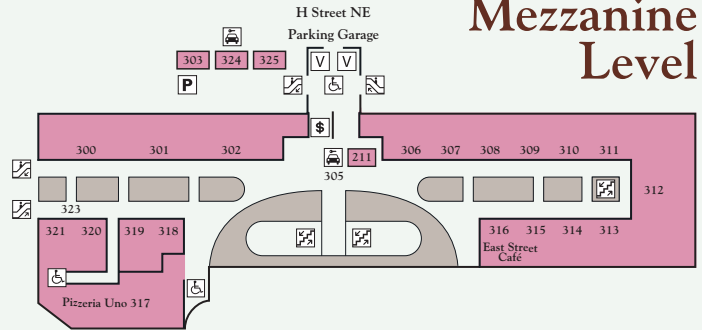 Mezzanine
Level
H Street NE
Parking Garage
303 324 325
V V
P
$
300 301 302
211
305
306 307 308 309 310 311
312
323
321 320 319 318
316 315 314 313
East Street
Café
Pizzeria Uno 317